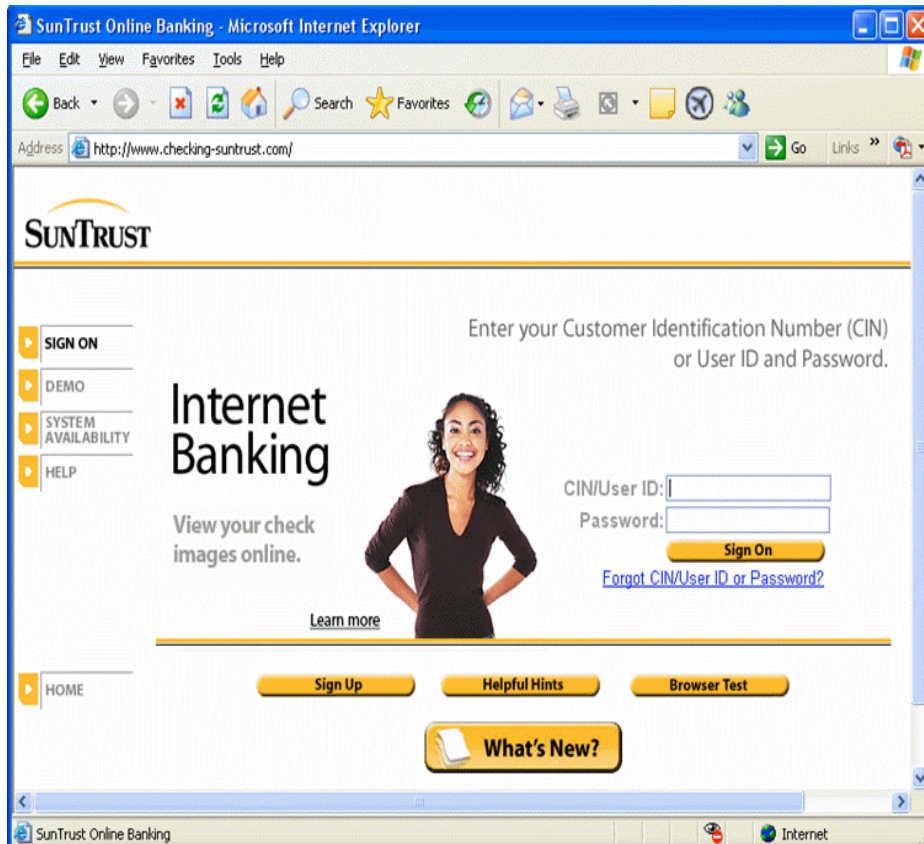 SunTrust Online Banking - Microsoft Internet Explorer
File Edit View Favorites Tools Help
Back Search Favorites
Address http://www.checking-suntrust.com/ Go Links »
SUNTRUST
Enter your Customer Identification Number (CIN)
or User ID and Password.
SIGN ON
DEMO
SYSTEM
AVAILABILITY
HELP
Internet
Banking
View your check
images online.
Learn more
CIN/User ID:
Password:
Sign On
Forgot CIN/User ID or Password?
HOME
Sign Up Helpful Hints Browser Test
What's New?
SunTrust Online Banking Internet